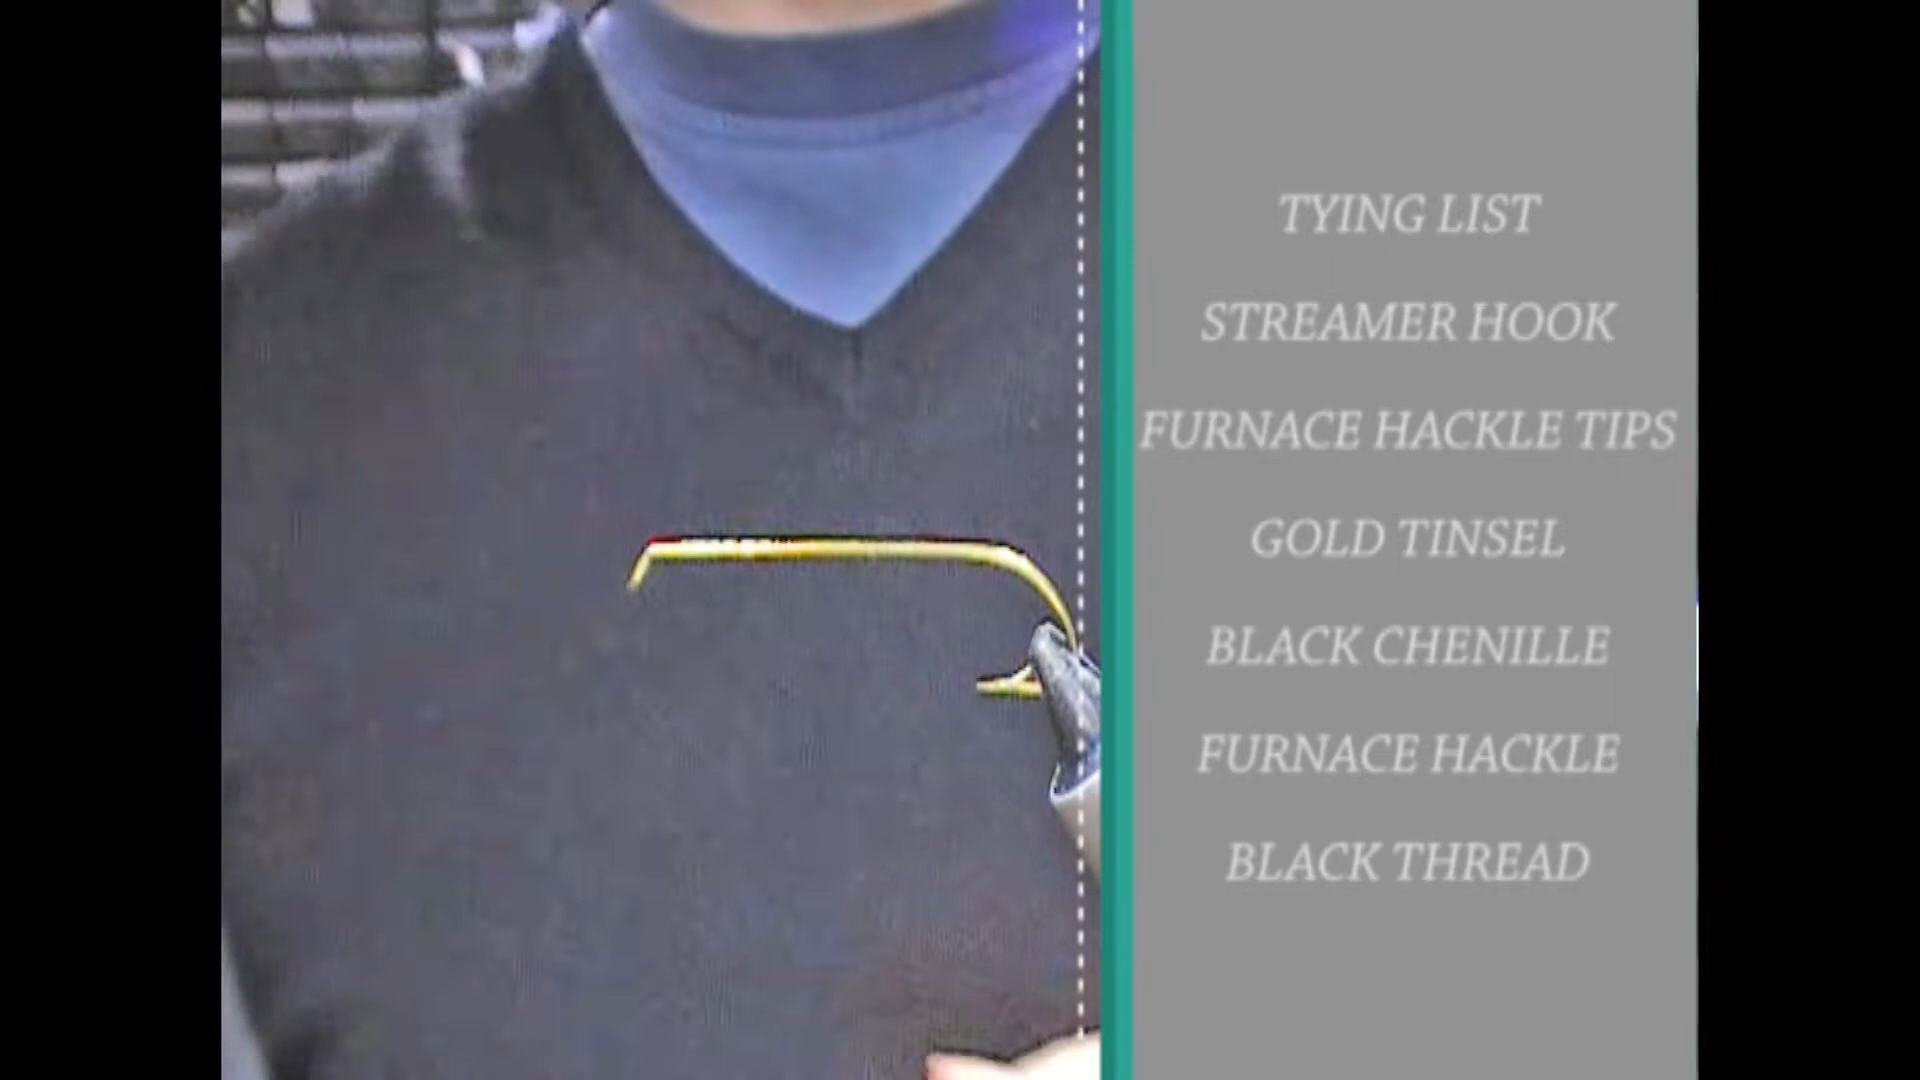 TYING LIST
STREAMER HOOK
FURNACE HACKLE TIPS
GOLD TINSEL
BLACK CHENILLE
FURNACE HACKLE
BLACK THREAD